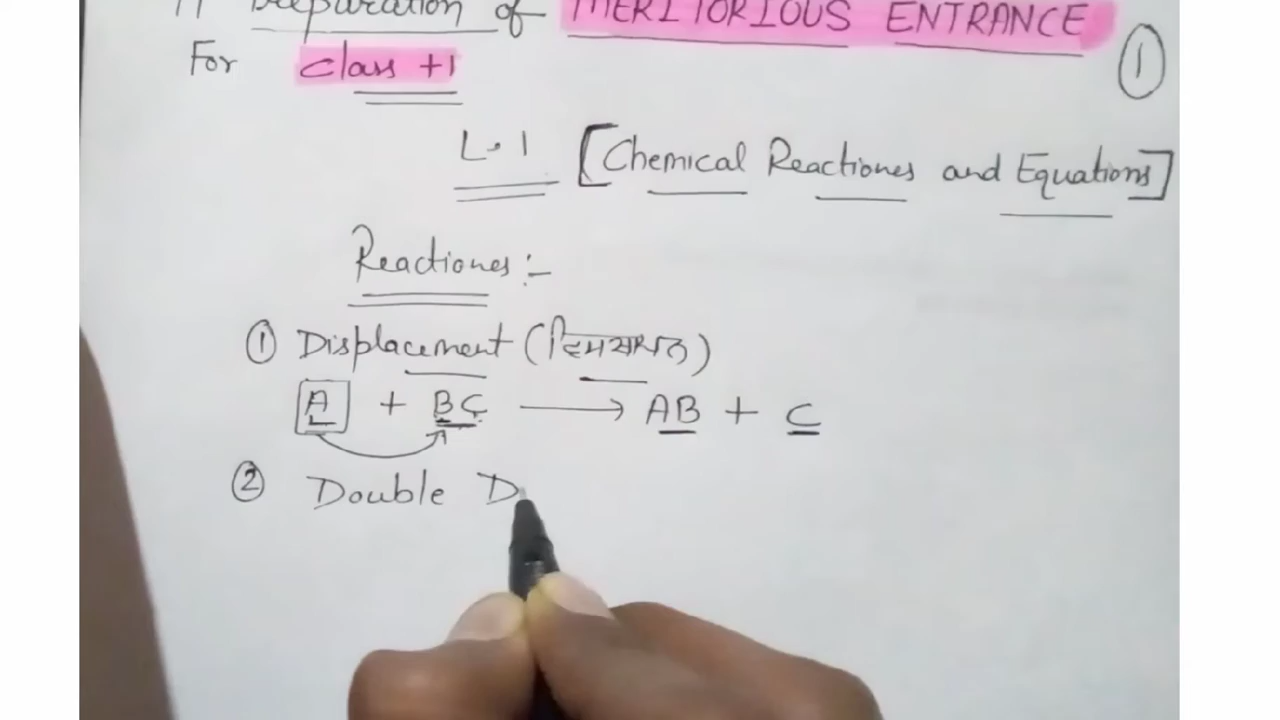 Preparation of MERITORIOUS ENTRANCE
For class +1
①
L.1 [Chemical Reactiones and Equations]
Reactiones :-
① Displacement (
A + BC → AB + C
② Double D